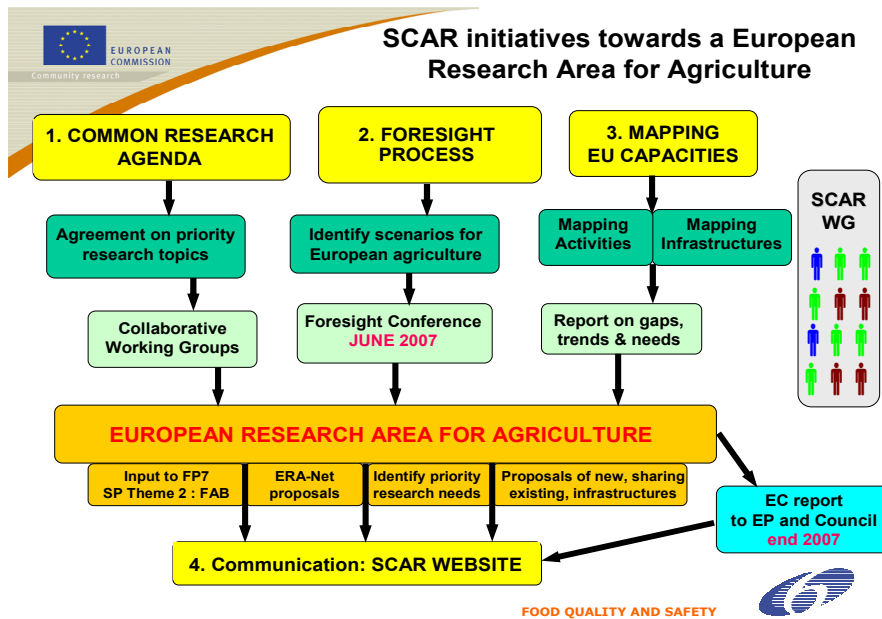 EUROPEAN
COMMISSION
Community research
SCAR initiatives towards a European
Research Area for Agriculture
1. COMMON RESEARCH
AGENDA
2. FORESIGHT
PROCESS
3. MAPPING
EU CAPACITIES
SCAR
WG
Agreement on priority
research topics
Identify scenarios for
European agriculture
Mapping
Activities
Mapping
Infrastructures
Collaborative
Working Groups
Foresight Conference
JUNE 2007
Report on gaps,
trends & needs
EUROPEAN RESEARCH AREA FOR AGRICULTURE
Input to FP7
SP Theme 2 : FAB
ERA-Net
proposals
Identify priority
research needs
Proposals of new, sharing
existing, infrastructures
EC report
to EP and Council
end 2007
4. Communication: SCAR WEBSITE
FOOD QUALITY AND SAFETY
6